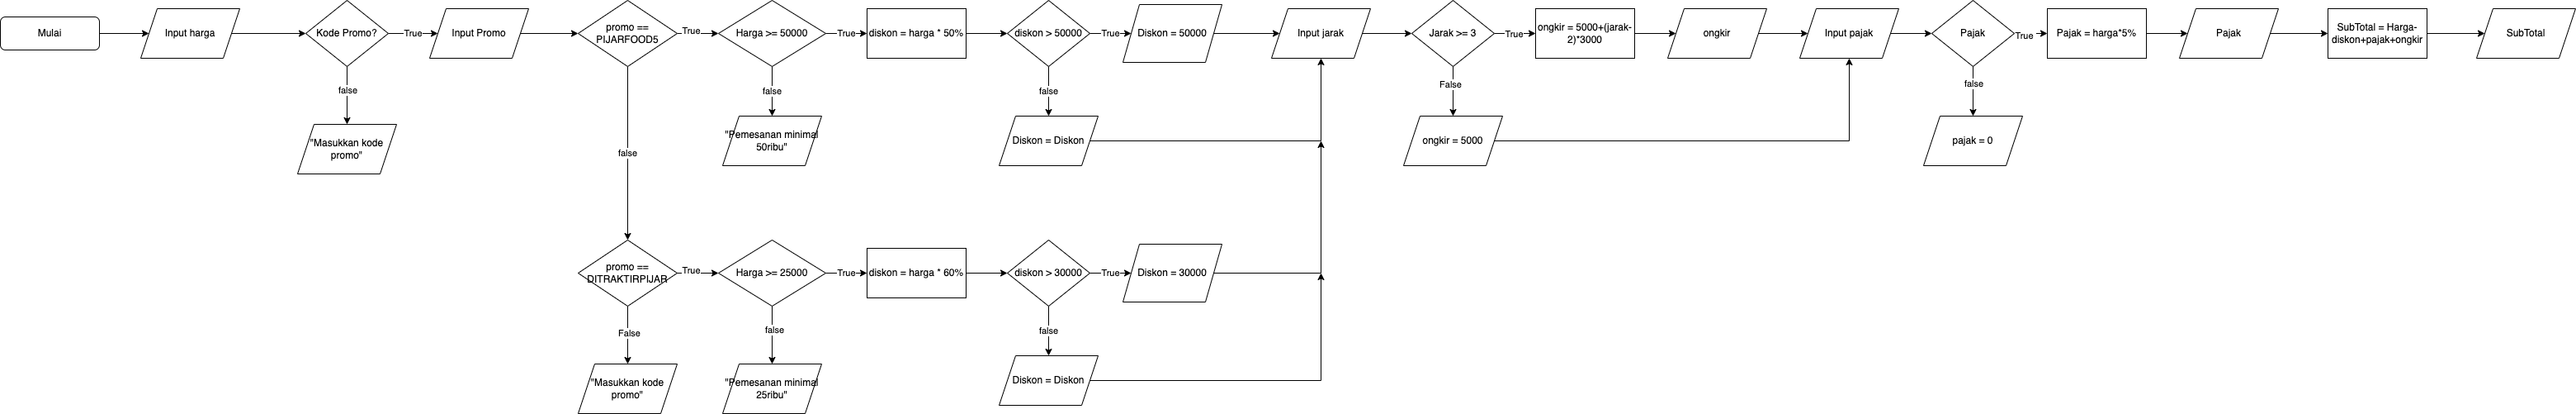 Mulai
Input harga
Kode Promo?
True
Input Promo
promo ==
PIJARFOOD5
True
Harga >= 50000
True
diskon = harga * 50%
diskon > 50000
True
Diskon = 50000
Input jarak
Jarak >= 3
True
ongkir = 5000+(jarak-
2)*3000
ongkir
Input pajak
Pajak
True
Pajak = harga*5%
Pajak
SubTotal = Harga-
diskon+pajak+ongkir
SubTotal
false
"Masukkan kode
promo"
false
false
"Pemesanan minimal
50ribu"
false
Diskon = Diskon
False
ongkir = 5000
false
pajak = 0
promo ==
DITRAKTIRPIJAR
True
Harga >= 25000
True
diskon = harga * 60%
diskon > 30000
True
Diskon = 30000
False
"Masukkan kode
promo"
false
"Pemesanan minimal
25ribu"
false
Diskon = Diskon